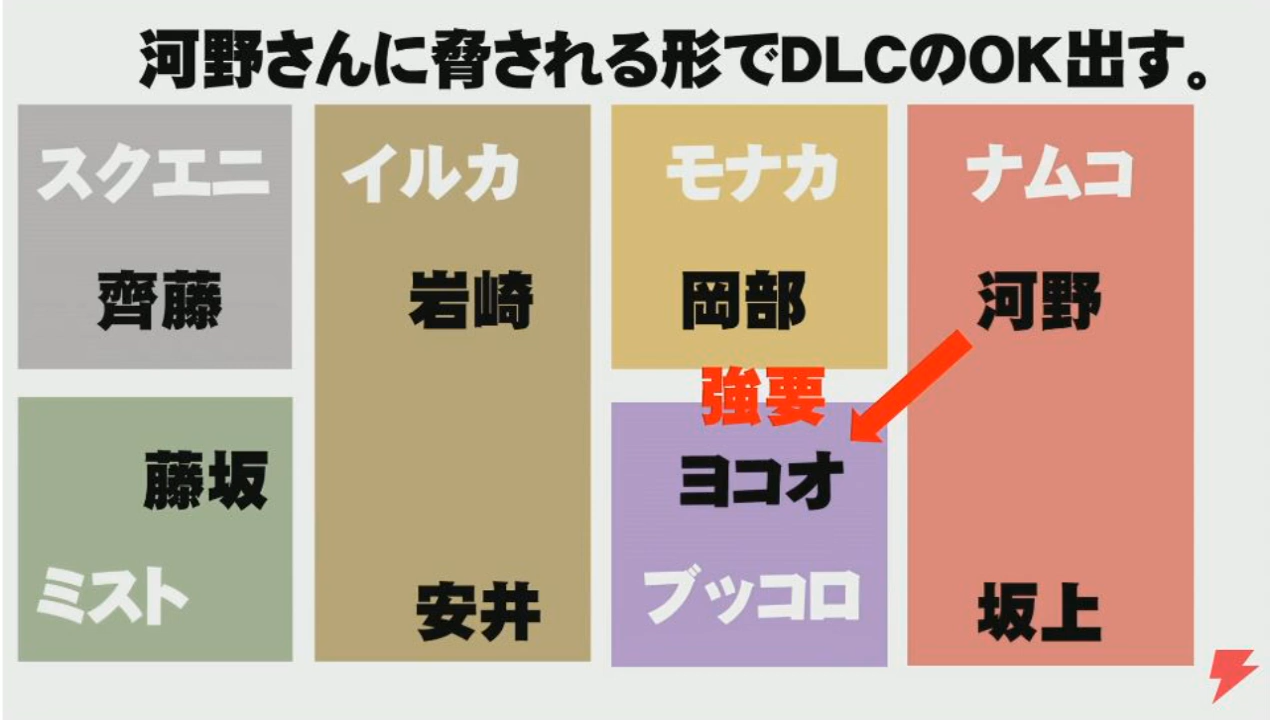 河野さんに脅される形でDLCのOK出す。
スクエニ
齊藤
藤坂
ミスト
イルカ
岩崎
安井
モナカ
岡部
強要
ヨコオ
ブッコロ
ナムコ
河野
坂上